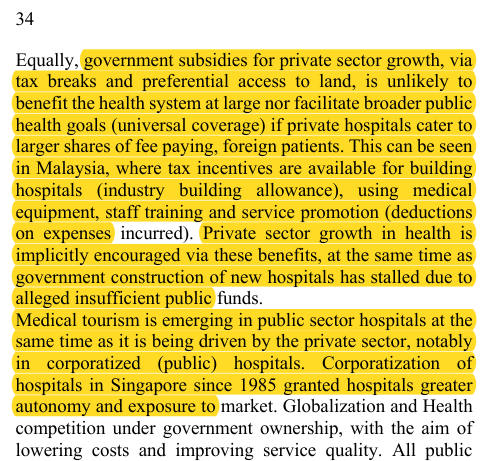 34
Equally, government subsidies for private sector growth, via
tax breaks and preferential access to land, is unlikely to
benefit the health system at large nor facilitate broader public
health goals (universal coverage) if private hospitals cater to
larger shares of fee paying, foreign patients. This can be seen
in Malaysia, where tax incentives are available for building
hospitals (industry building allowance), using medical
equipment, staff training and service promotion (deductions
on expenses incurred). Private sector growth in health is
implicitly encouraged via these benefits, at the same time as
government construction of new hospitals has stalled due to
alleged insufficient public funds.
Medical tourism is emerging in public sector hospitals at the
same time as it is being driven by the private sector, notably
in corporatized (public) hospitals. Corporatization of
hospitals in Singapore since 1985 granted hospitals greater
autonomy and exposure to market. Globalization and Health
competition under government ownership, with the aim of
lowering costs and improving service quality. All public